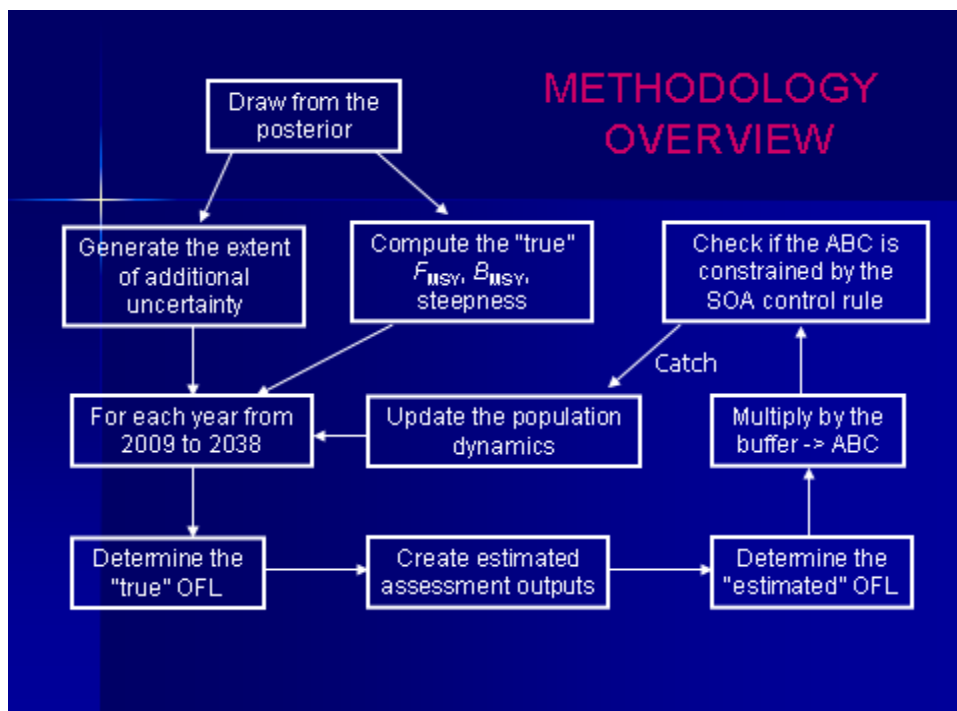 METHODOLOGY
OVERVIEW
Draw from the
posterior
Generate the extent
of additional
uncertainty
Compute the "true"
FMSY, BMSY,
steepness
Check if the ABC is
constrained by the
SOA control rule
Catch
For each year from
2009 to 2038
Update the population
dynamics
Multiply by the
buffer -> ABC
Determine the
"true" OFL
Create estimated
assessment outputs
Determine the
"estimated" OFL